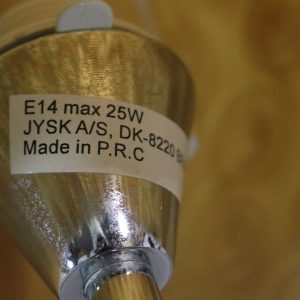 E14 max 25W
JYSK A/S, DK-8220
Made in P.R.C